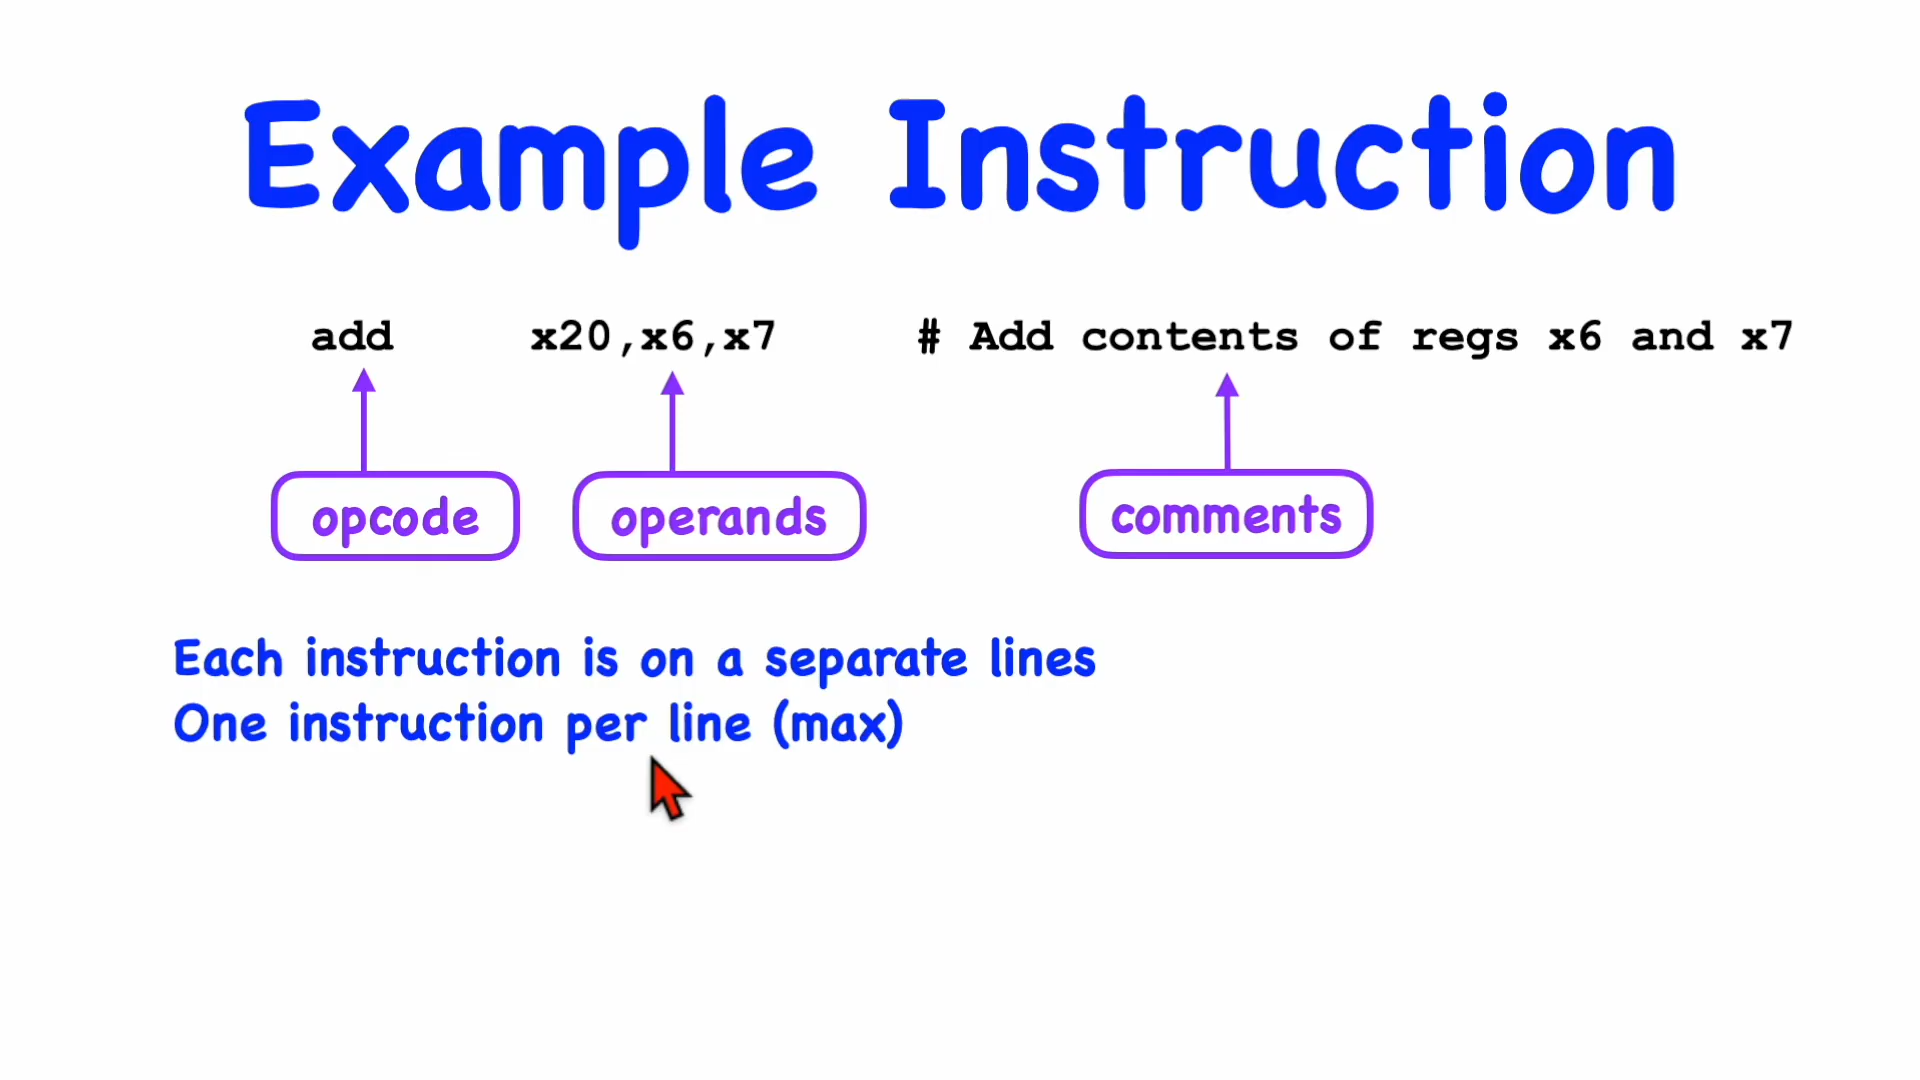 Example Instruction
add x20,x6,x7 # Add contents of regs x6 and x7
opcode operands comments
Each instruction is on a separate lines
One instruction per line (max)